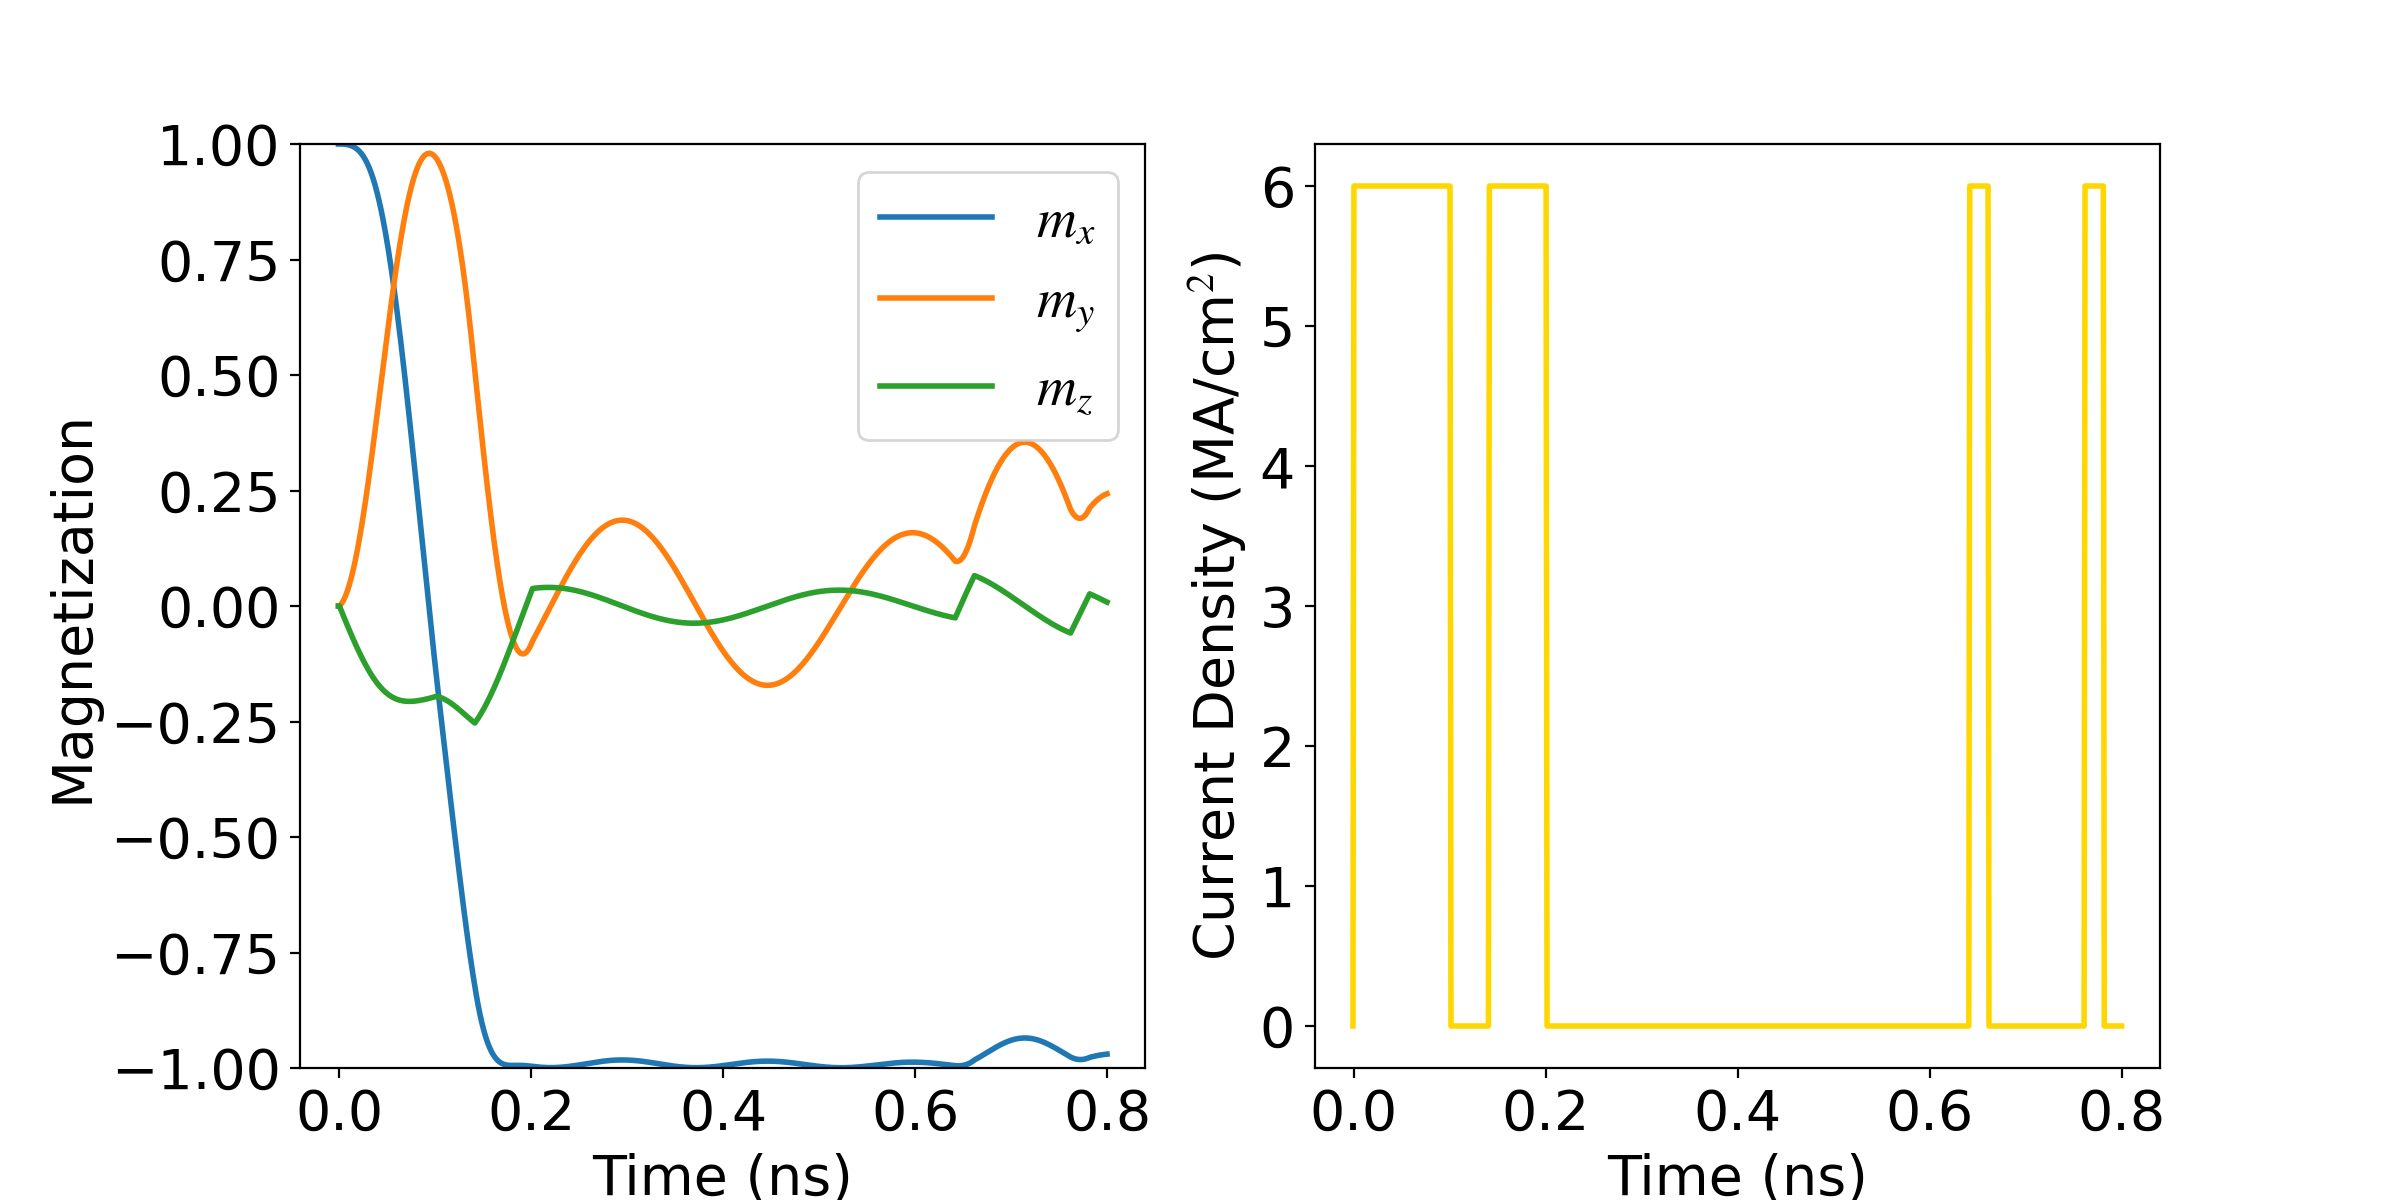 Magnetization
1.00
0.75
0.50
0.25
0.00
−0.25
−0.50
−0.75
−1.00
0.0 0.2 0.4 0.6 0.8
Time (ns)
m_x
m_y
m_z
Current Density (MA/cm²)
6
5
4
3
2
1
0
0.0 0.2 0.4 0.6 0.8
Time (ns)